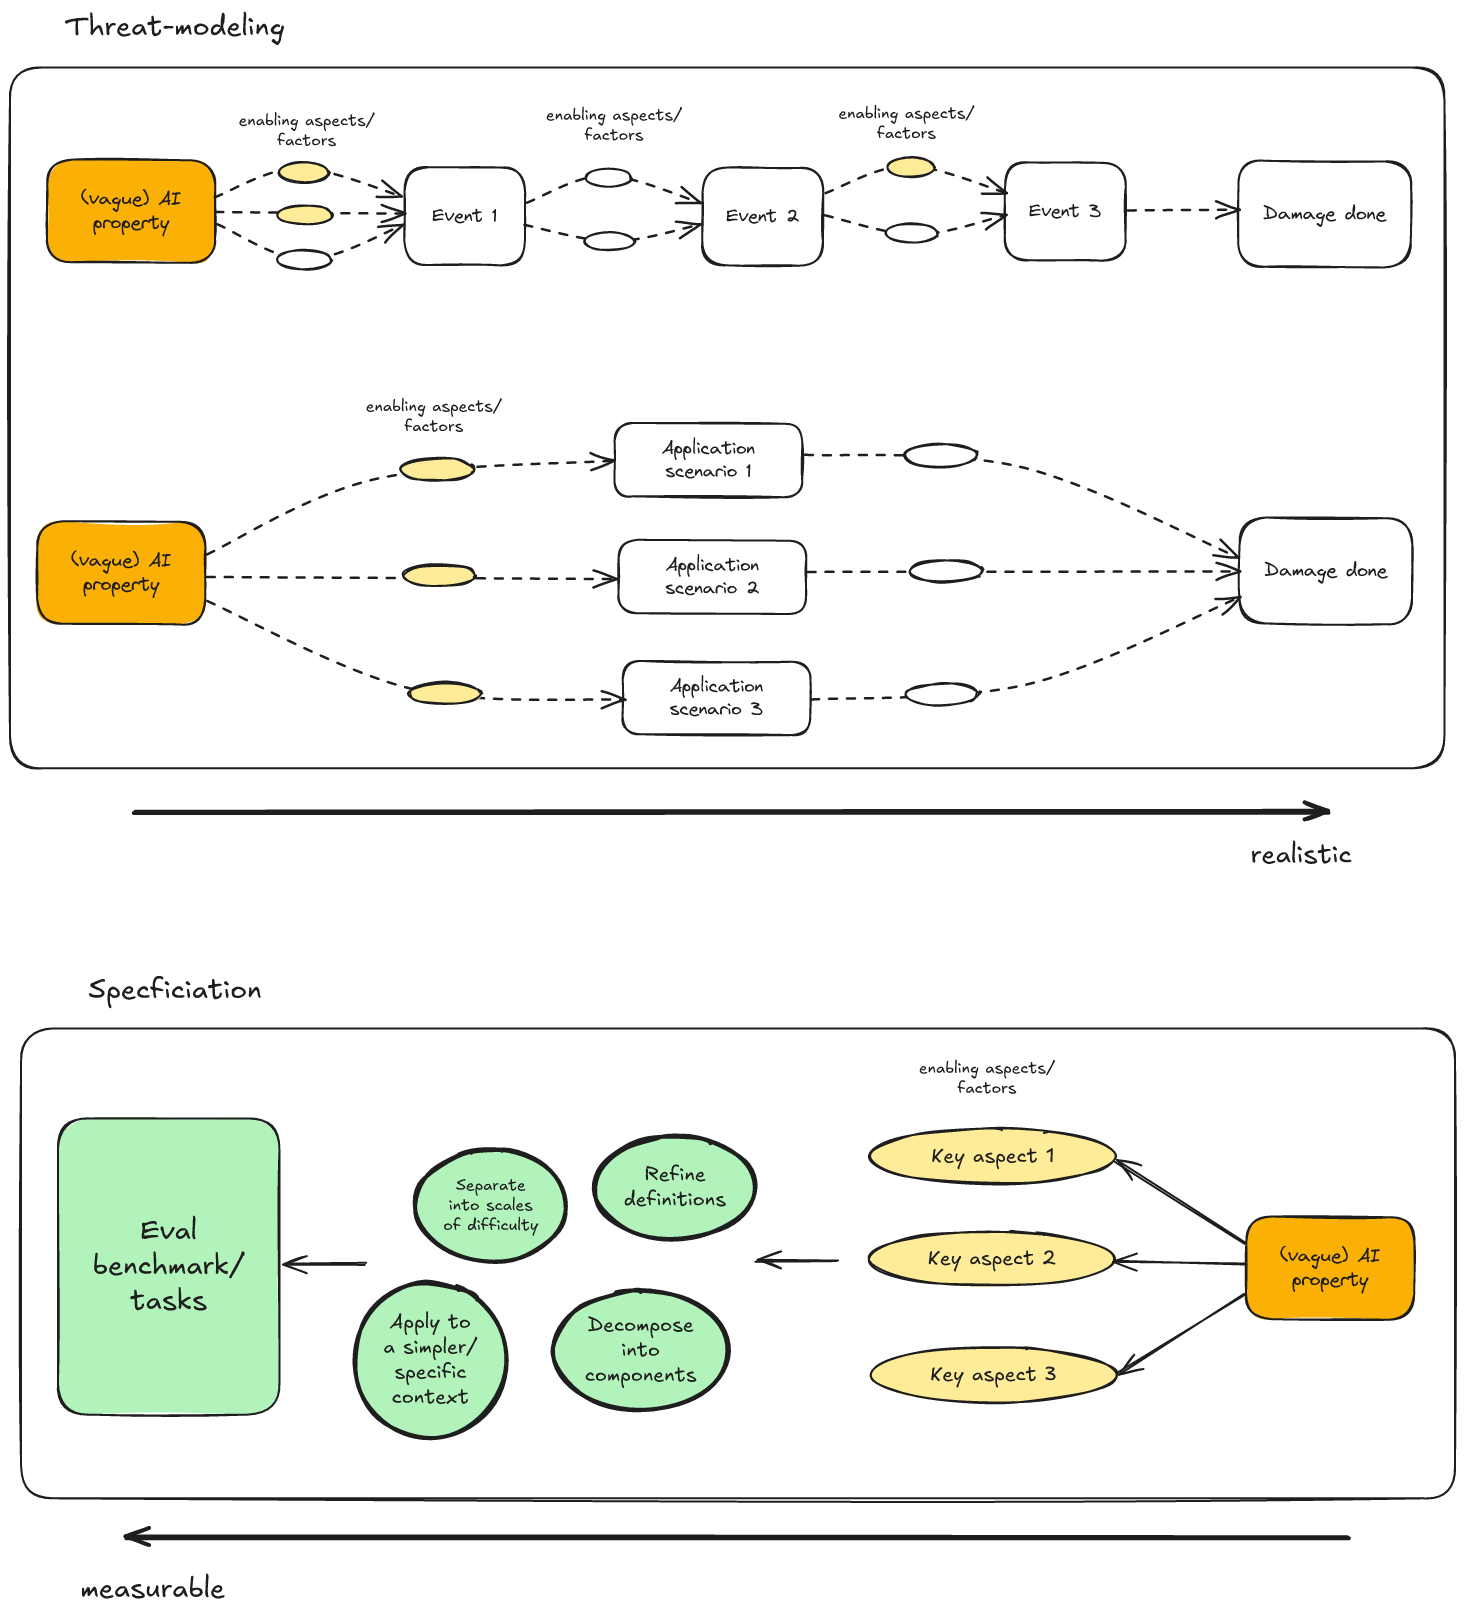 Threat-modeling
enabling aspects/
factors
enabling aspects/
factors
enabling aspects/
factors
(vague) AI
property
Event 1
Event 2
Event 3
Damage done
enabling aspects/
factors
Application
scenario 1
(vague) AI
property
Application
scenario 2
Damage done
Application
scenario 3
realistic
Specficiation
enabling aspects/
factors
Eval
benchmark/
tasks
Separate
into scales
of difficulty
Refine
definitions
Apply to
a simpler/
specific
context
Decompose
into
components
Key aspect 1
Key aspect 2
Key aspect 3
(vague) AI
property
measurable